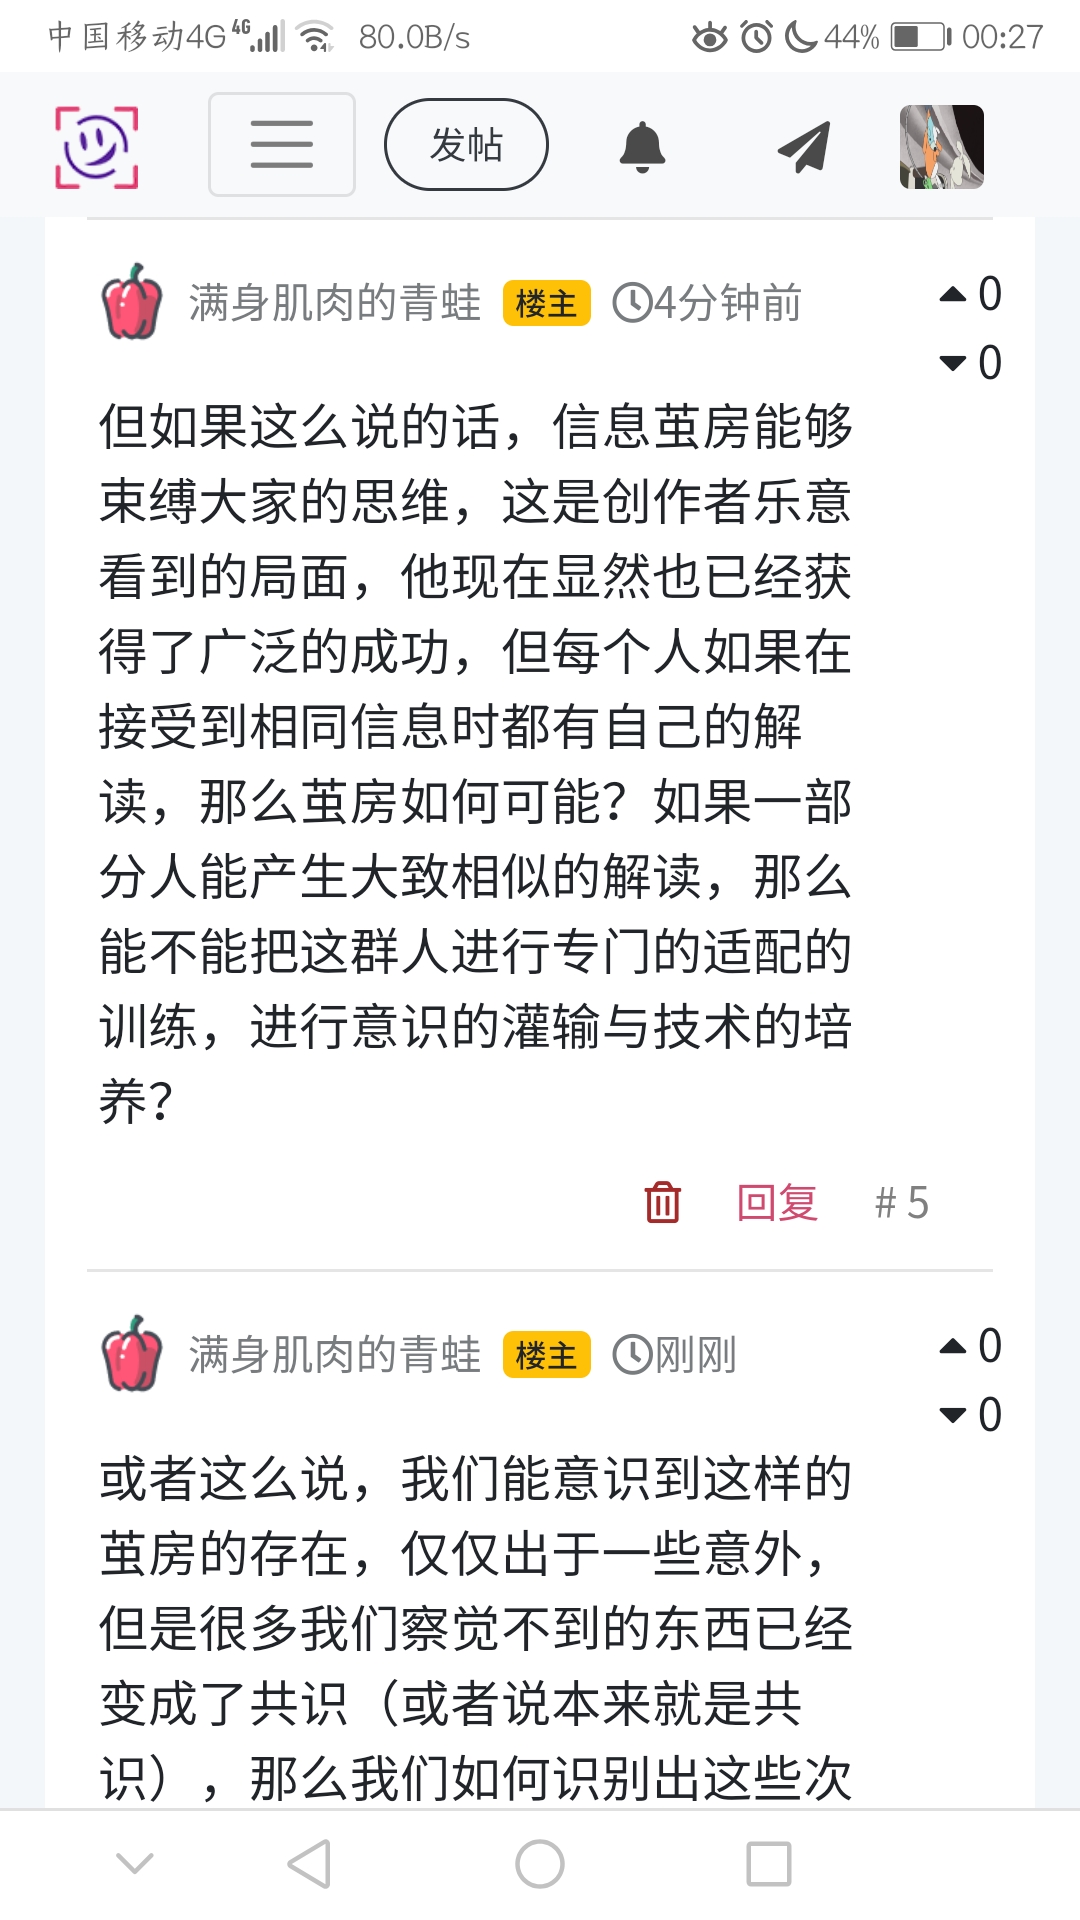 中国移动4G 4G 80.0B/s 44% 00:27
发帖
满身肌肉的青蛙 楼主 4分钟前 0
0
但如果这么说的话，信息茧房能够
束缚大家的思维，这是创作者乐意
看到的局面，他现在显然也已经获
得了广泛的成功，但每个人如果在
接受到相同信息时都有自己的解
读，那么茧房如何可能？如果一部
分人能产生大致相似的解读，那么
能不能把这群人进行专门的适配的
训练，进行意识的灌输与技术的培
养？
回复 # 5
满身肌肉的青蛙 楼主 刚刚 0
0
或者这么说，我们能意识到这样的
茧房的存在，仅仅出于一些意外，
但是很多我们察觉不到的东西已经
变成了共识（或者说本来就是共
识），那么我们如何识别出这些次